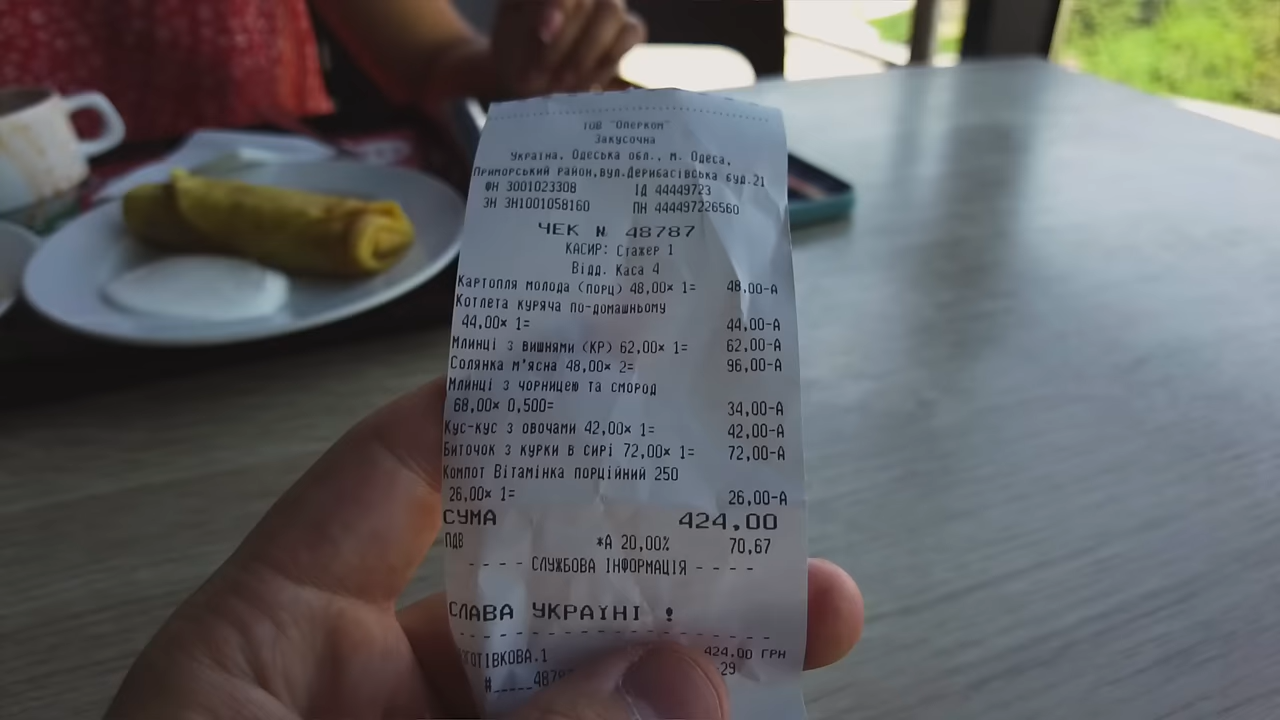 ТОВ "Оперком"
Закусочна
Україна, Одеська обл., м. Одеса,
Приморський район,вул.Дерибасівська буд.21
ФН 3001023308 ІД 44449723
ЗН ЗН1001058160 ПН 444497226560
ЧЕК № 48787
КАСИР: Стажер 1
Відд. Каса 4
Картопля молода (порц) 48,00× 1= 48,00-А
Котлета куряча по-домашньому
44,00× 1= 44,00-А
Млинці з вишнями (КР) 62,00× 1= 62,00-А
Солянка м'ясна 48,00× 2= 96,00-А
Млинці з чорницею та смород
68,00× 0,500= 34,00-А
Кус-кус з овочами 42,00× 1= 42,00-А
Биточок з курки в сирі 72,00× 1= 72,00-А
Компот Вітамінка порційний 250
26,00× 1= 26,00-А
СУМА 424,00
ПДВ *А 20,00% 70,67
- - - - СЛУЖБОВА ІНФОРМАЦІЯ - - - -
СЛАВА УКРАЇНІ !
ГОТІВКОВА.1 424.00 ГРН